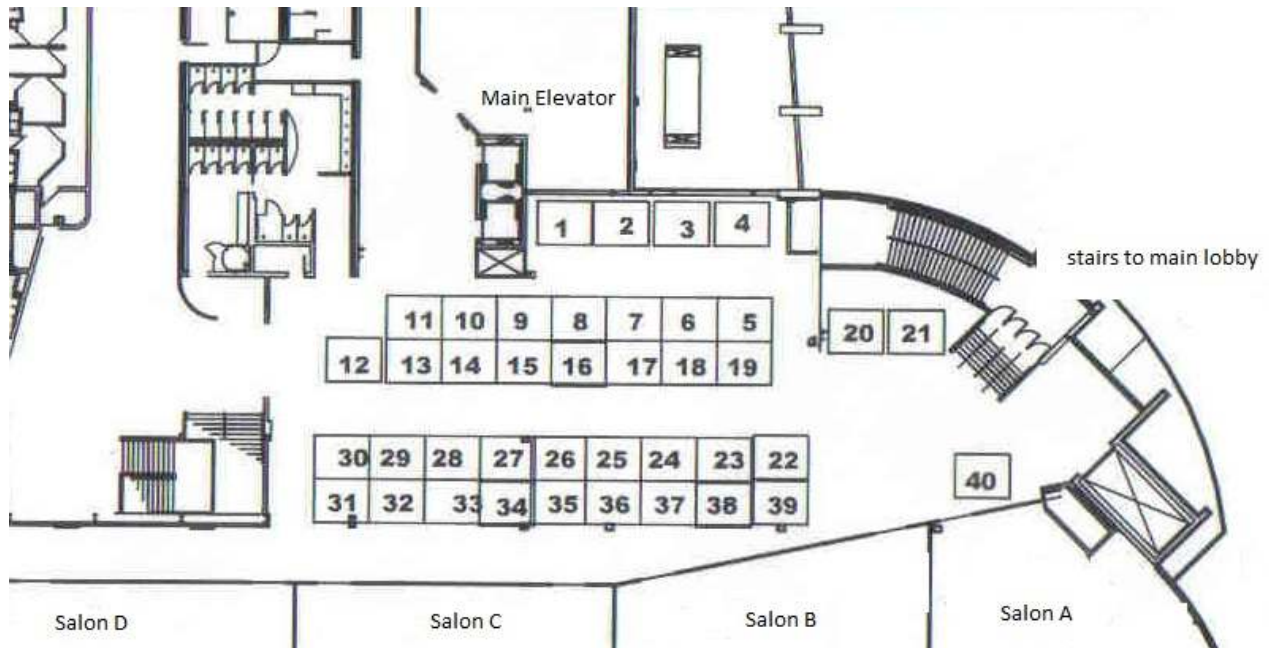 Main Elevator
1 2 3 4
stairs to main lobby
11 10 9 8 7 6 5
20 21
12 13 14 15 16 17 18 19
30 29 28 27 26 25 24 23 22
40
31 32 33 34 35 36 37 38 39
Salon D Salon C Salon B Salon A